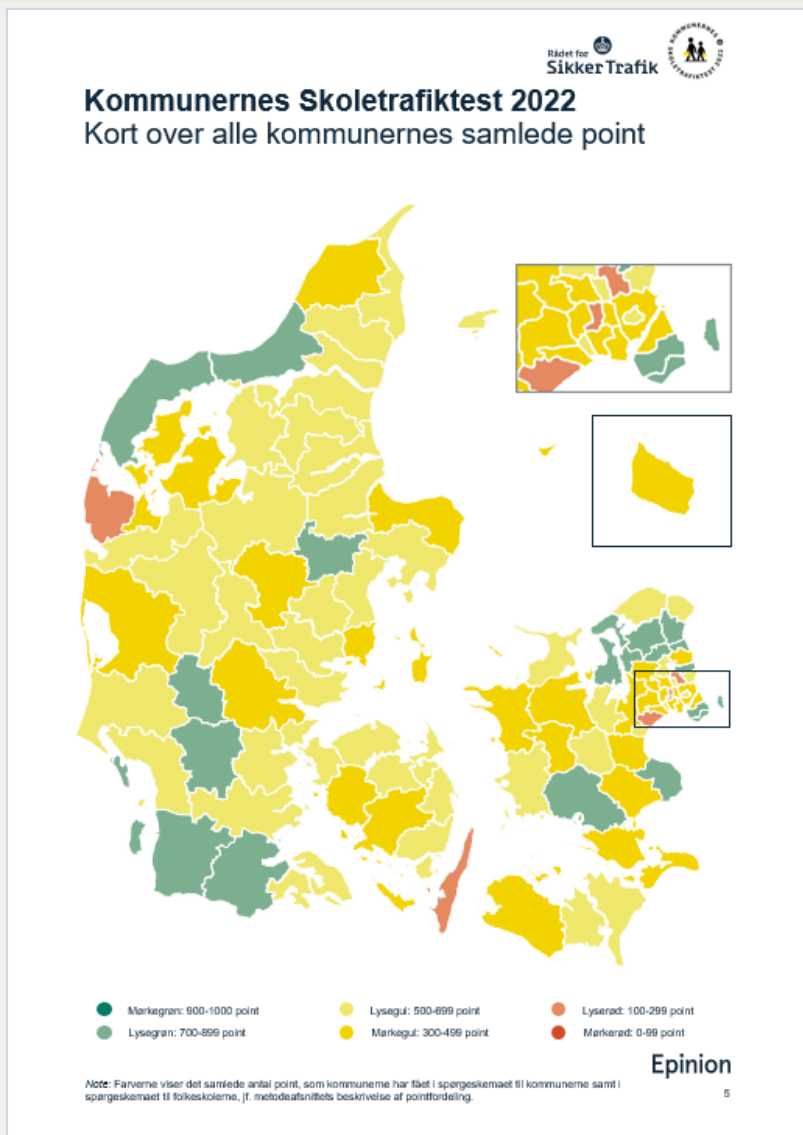 Rådet for
Sikker Trafik
KOMMUNERNES
SKOLETRAFIKTEST 2022
Kommunernes Skoletrafiktest 2022
Kort over alle kommunernes samlede point
Mørkegrøn: 900-1000 point
Lysegul: 500-699 point
Lyserød: 100-299 point
Lysegrøn: 700-899 point
Mørkegul: 300-499 point
Mørkerød: 0-99 point
Epinion
Note: Farverne viser det samlede antal point, som kommunerne har fået i spørgeskemaet til kommunerne samt i
spørgeskemaet til folkeskolerne, jf. metodeafsnittets beskrivelse af pointfordeling.
5